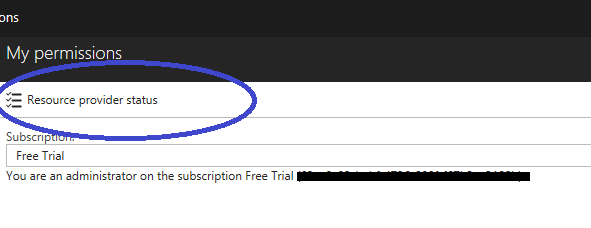 ons
My permissions
Resource provider status
Subscription:
Free Trial
You are an administrator on the subscription Free Trial